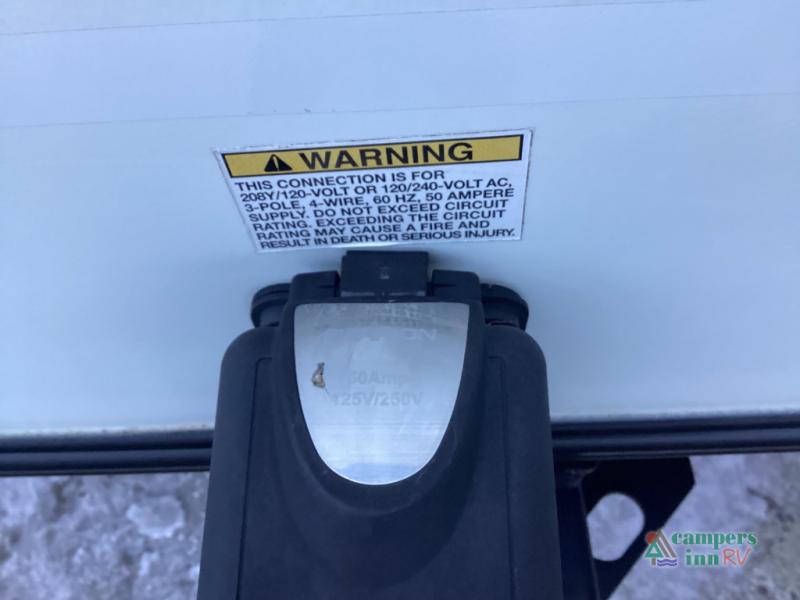 WARNING
THIS CONNECTION IS FOR
208Y/120-VOLT OR 120/240-VOLT AC,
3-POLE, 4-WIRE, 60 HZ, 50 AMPERE
SUPPLY. DO NOT EXCEED CIRCUIT
RATING. EXCEEDING THE CIRCUIT
RATING MAY CAUSE A FIRE AND
RESULT IN DEATH OR SERIOUS INJURY.
50Amp
125V/250V
campers
inn RV